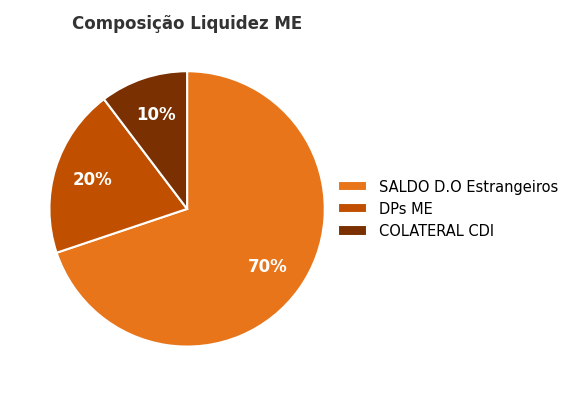 Composição Liquidez ME
10%
20%
70%
SALDO D.O Estrangeiros
DPs ME
COLATERAL CDI